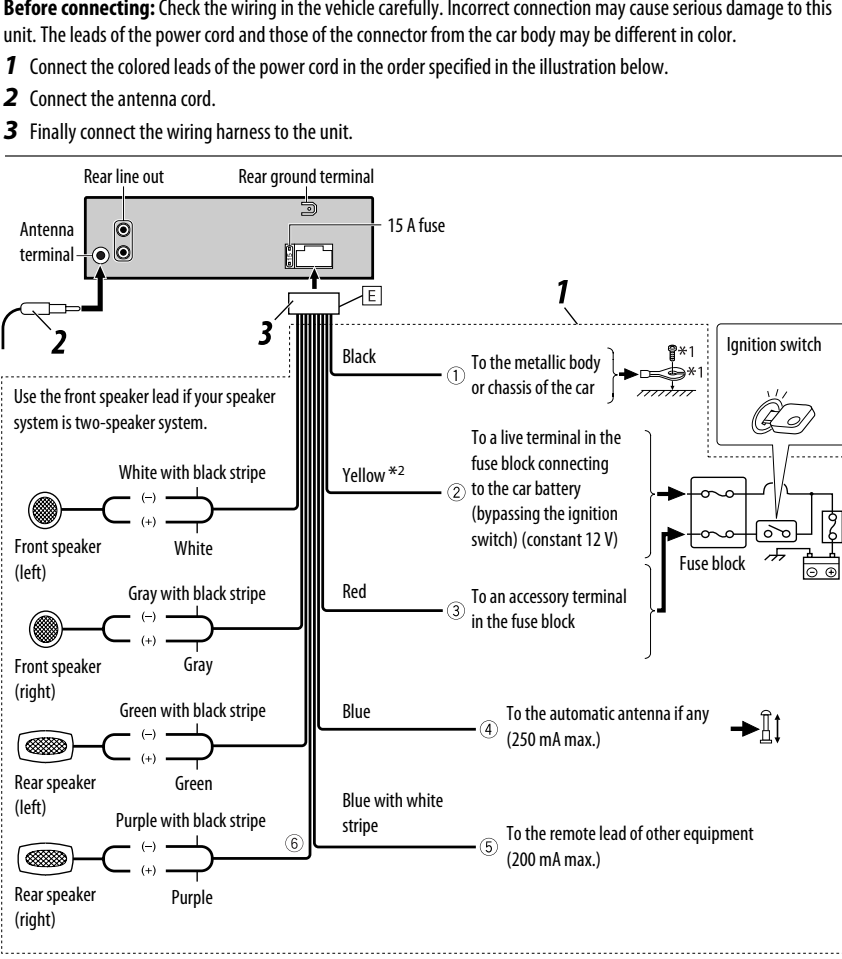 Before connecting: Check the wiring in the vehicle carefully. Incorrect connection may cause serious damage to this
unit. The leads of the power cord and those of the connector from the car body may be different in color.
1 Connect the colored leads of the power cord in the order specified in the illustration below.
2 Connect the antenna cord.
3 Finally connect the wiring harness to the unit.
Rear line out
Rear ground terminal
Antenna
terminal
15 A fuse
15
2
3
E
1
Ignition switch
Use the front speaker lead if your speaker
system is two-speaker system.
Black
① To the metallic body
or chassis of the car
*1
*1
Yellow *2
② To a live terminal in the
fuse block connecting
to the car battery
(bypassing the ignition
switch) (constant 12 V)
Fuse block
Red
③ To an accessory terminal
in the fuse block
Blue
④ To the automatic antenna if any
(250 mA max.)
Blue with white
stripe
⑤ To the remote lead of other equipment
(200 mA max.)
⑥
White with black stripe
(–)
(+)
White
Front speaker
(left)
Gray with black stripe
(–)
(+)
Gray
Front speaker
(right)
Green with black stripe
(–)
(+)
Green
Rear speaker
(left)
Purple with black stripe
(–)
(+)
Purple
Rear speaker
(right)